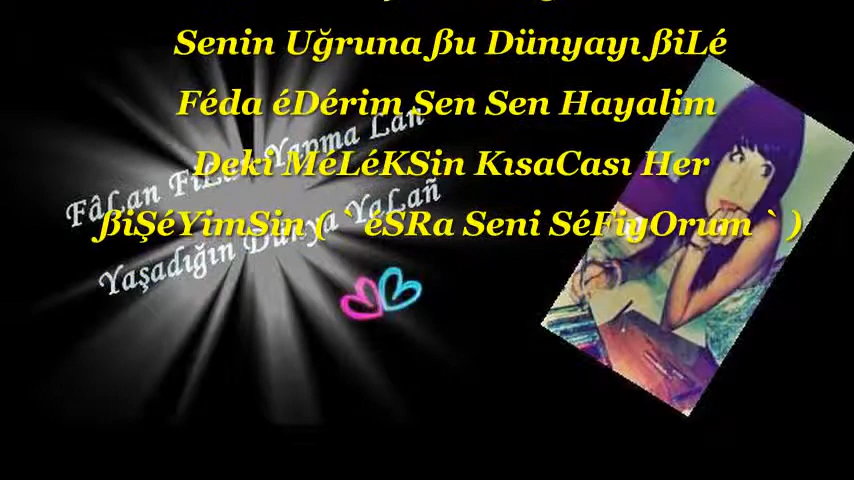 Senin Uğruna ßu Dünyayı ßiLé
Féda éDérim Sen Sen Hayalim
Deki MéLéKSin KısaCası Her
ßiŞéYimSin ( ` éSRa Seni SéFiyOrum ` )
FâLan Yapma Lan
Yaşadığın Dünya YaLañ